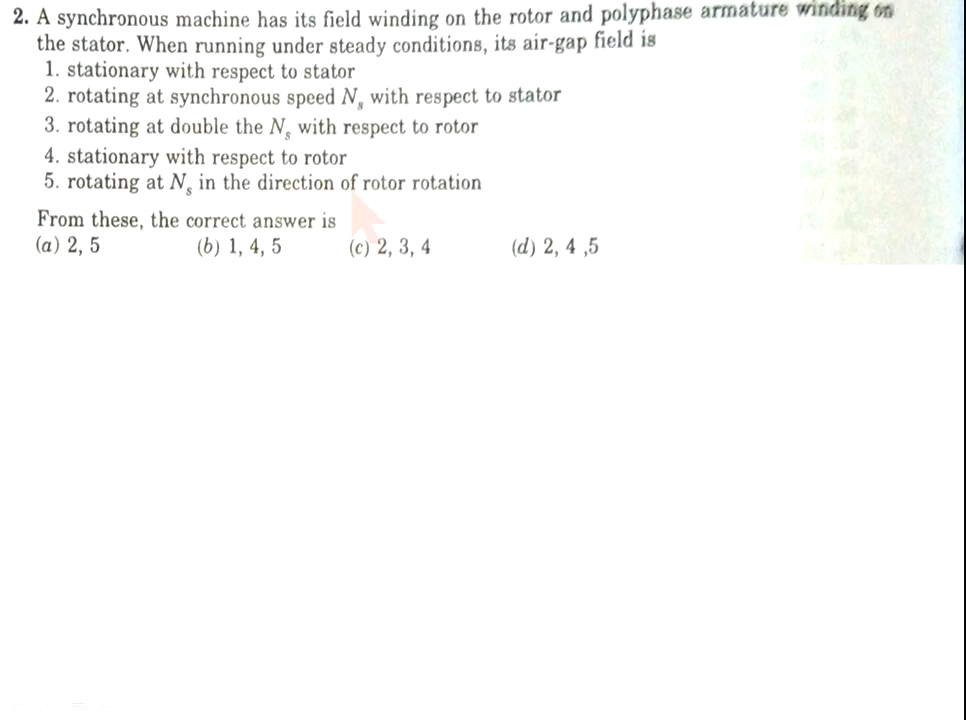 2. A synchronous machine has its field winding on the rotor and polyphase armature winding on
the stator. When running under steady conditions, its air-gap field is
1. stationary with respect to stator
2. rotating at synchronous speed Nₛ with respect to stator
3. rotating at double the Nₛ with respect to rotor
4. stationary with respect to rotor
5. rotating at Nₛ in the direction of rotor rotation
From these, the correct answer is
(a) 2, 5 (b) 1, 4, 5 (c) 2, 3, 4 (d) 2, 4 ,5